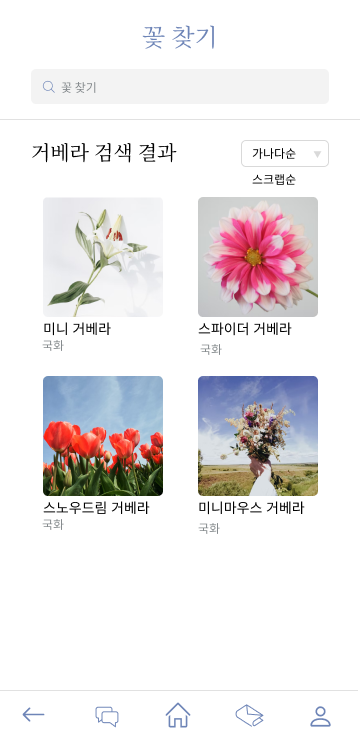 꽃 찾기
꽃 찾기
거베라 검색 결과
가나다순
스크랩순
미니 거베라
국화
스파이더 거베라
국화
스노우드림 거베라
국화
미니마우스 거베라
국화